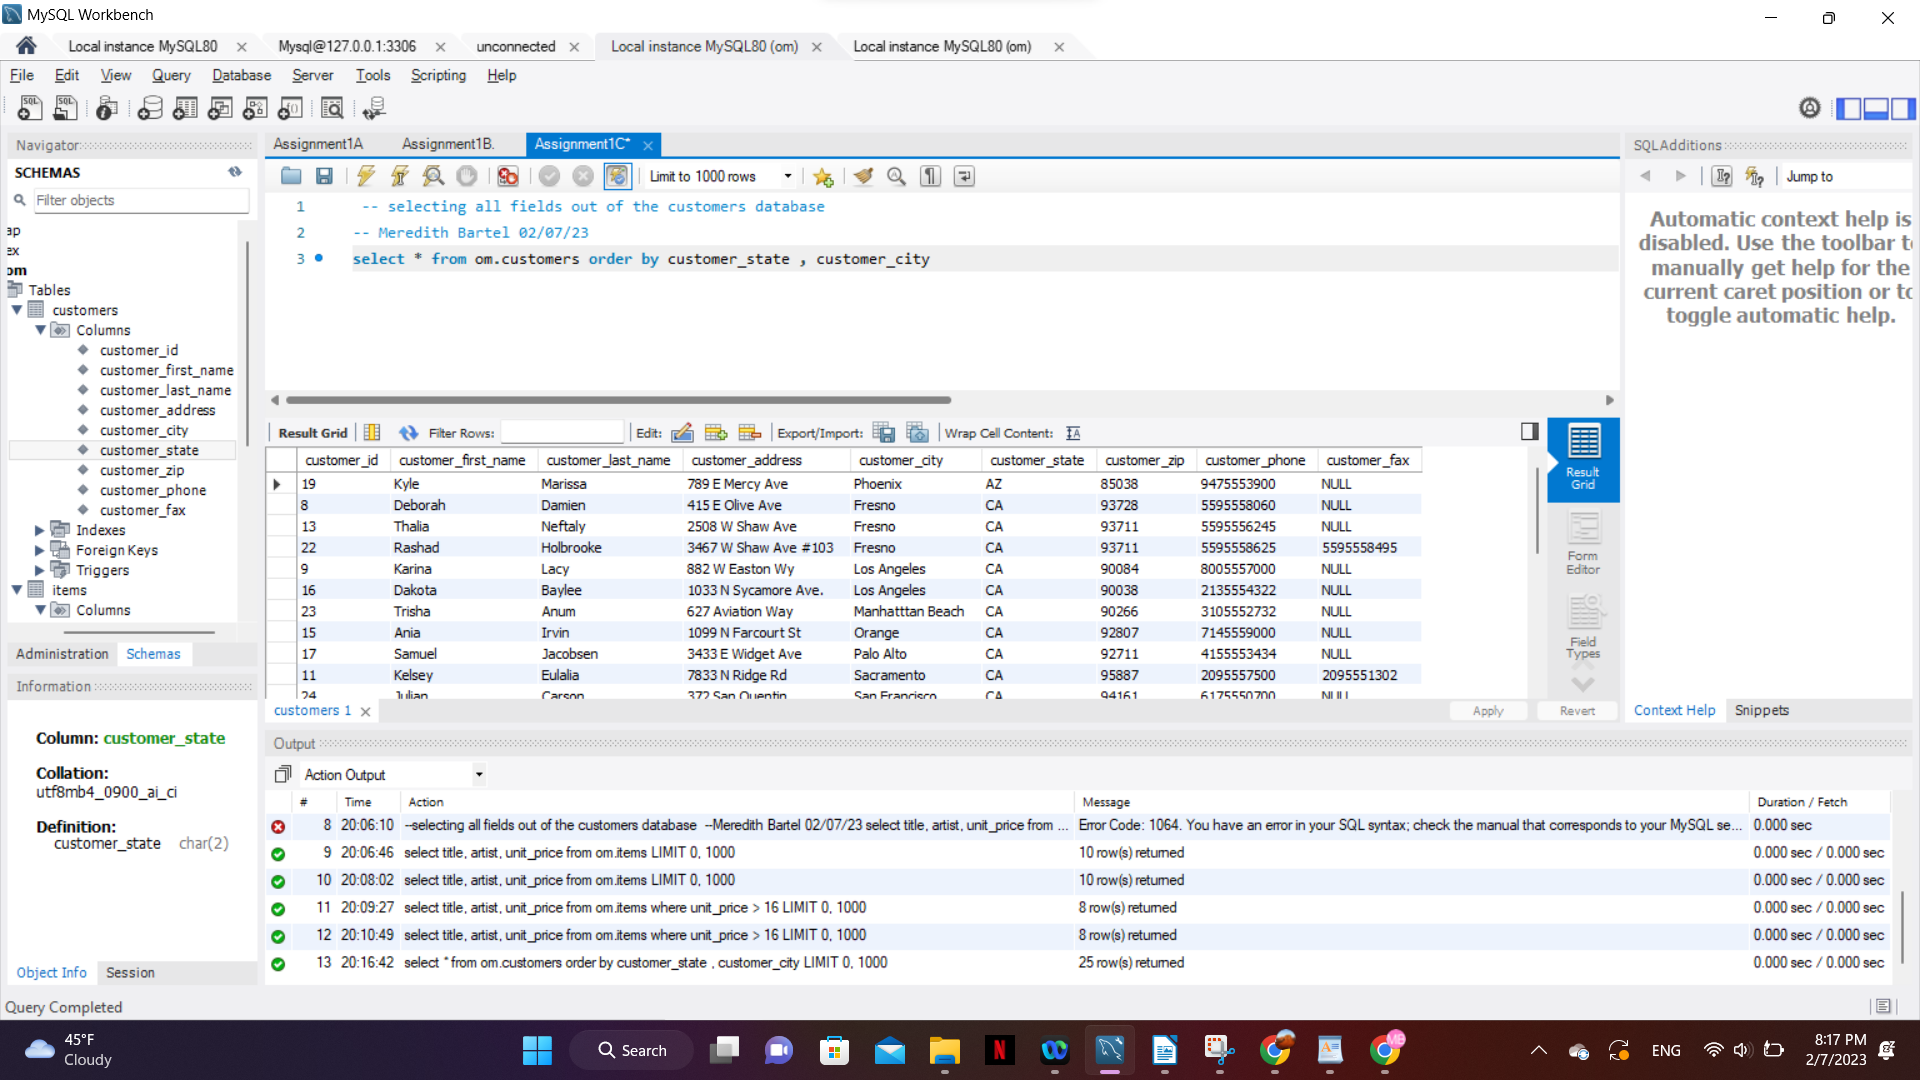 MySQL Workbench
Local instance MySQL80
Mysql@127.0.0.1:3306
unconnected
Local instance MySQL80 (om)
Local instance MySQL80 (om)
File Edit View Query Database Server Tools Scripting Help
Navigator
SCHEMAS
Filter objects
ap
ex
om
Tables
customers
Columns
customer_id
customer_first_name
customer_last_name
customer_address
customer_city
customer_state
customer_zip
customer_phone
customer_fax
Indexes
Foreign Keys
Triggers
items
Columns
Administration Schemas
Information
Column: customer_state
Collation:
utf8mb4_0900_ai_ci
Definition:
customer_state char(2)
Object Info Session
Query Completed
Assignment1A Assignment1B. Assignment1C*
Limit to 1000 rows
1 -- selecting all fields out of the customers database
2 -- Meredith Bartel 02/07/23
3 select * from om.customers order by customer_state , customer_city
Result Grid Filter Rows: Edit: Export/Import: Wrap Cell Content: IA
customer_id customer_first_name customer_last_name customer_address customer_city customer_state customer_zip customer_phone customer_fax
19 Kyle Marissa 789 E Mercy Ave Phoenix AZ 85038 9475553900 NULL
8 Deborah Damien 415 E Olive Ave Fresno CA 93728 5595558060 NULL
13 Thalia Neftaly 2508 W Shaw Ave Fresno CA 93711 5595556245 NULL
22 Rashad Holbrooke 3467 W Shaw Ave #103 Fresno CA 93711 5595558625 5595558495
9 Karina Lacy 882 W Easton Wy Los Angeles CA 90084 8005557000 NULL
16 Dakota Baylee 1033 N Sycamore Ave. Los Angeles CA 90038 2135554322 NULL
23 Trisha Anum 627 Aviation Way Manhatttan Beach CA 90266 3105552732 NULL
15 Ania Irvin 1099 N Farcourt St Orange CA 92807 7145559000 NULL
17 Samuel Jacobsen 3433 E Widget Ave Palo Alto CA 92711 4155553434 NULL
11 Kelsey Eulalia 7833 N Ridge Rd Sacramento CA 95887 2095557500 2095551302
24 Julian Carson 372 San Quentin San Francisco CA 94161 6175550700 NULL
Result
Grid
Form
Editor
Field
Types
customers 1
Apply Revert
SQLAdditions
Jump to
Automatic context help is
disabled. Use the toolbar to
manually get help for the
current caret position or to
toggle automatic help.
Context Help Snippets
Output
Action Output
# Time Action Message Duration / Fetch
8 20:06:10 --selecting all fields out of the customers database --Meredith Bartel 02/07/23 select title, artist, unit_price from ... Error Code: 1064. You have an error in your SQL syntax; check the manual that corresponds to your MySQL se... 0.000 sec
9 20:06:46 select title, artist, unit_price from om.items LIMIT 0, 1000 10 row(s) returned 0.000 sec / 0.000 sec
10 20:08:02 select title, artist, unit_price from om.items LIMIT 0, 1000 10 row(s) returned 0.000 sec / 0.000 sec
11 20:09:27 select title, artist, unit_price from om.items where unit_price > 16 LIMIT 0, 1000 8 row(s) returned 0.000 sec / 0.000 sec
12 20:10:49 select title, artist, unit_price from om.items where unit_price > 16 LIMIT 0, 1000 8 row(s) returned 0.000 sec / 0.000 sec
13 20:16:42 select * from om.customers order by customer_state , customer_city LIMIT 0, 1000 25 row(s) returned 0.000 sec / 0.000 sec
45°F
Cloudy
Search
ENG
8:17 PM
2/7/2023